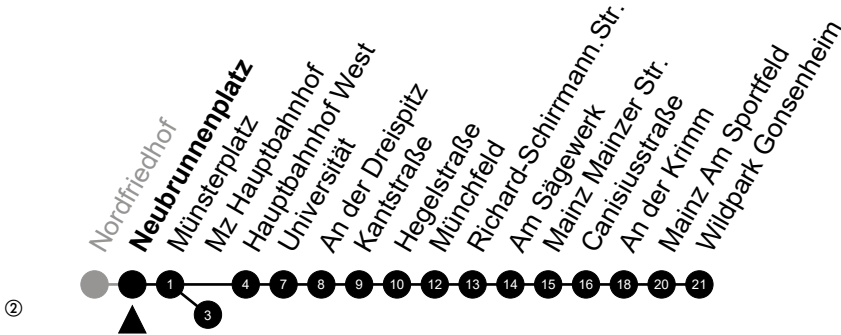 Nordfriedhof
Neubrunnenplatz
Münsterplatz
Mz Hauptbahnhof
Hauptbahnhof West
Universität
An der Dreispitz
Kantstraße
Hegelstraße
Münchfeld
Richard-Schirrmann.Str.
Am Sägewerk
Mainz Mainzer Str.
Canisiusstraße
An der Krimm
Mainz Am Sportfeld
Wildpark Gonsenheim
1 4 7 8 9 10 12 13 14 15 16 18 20 21
② 3